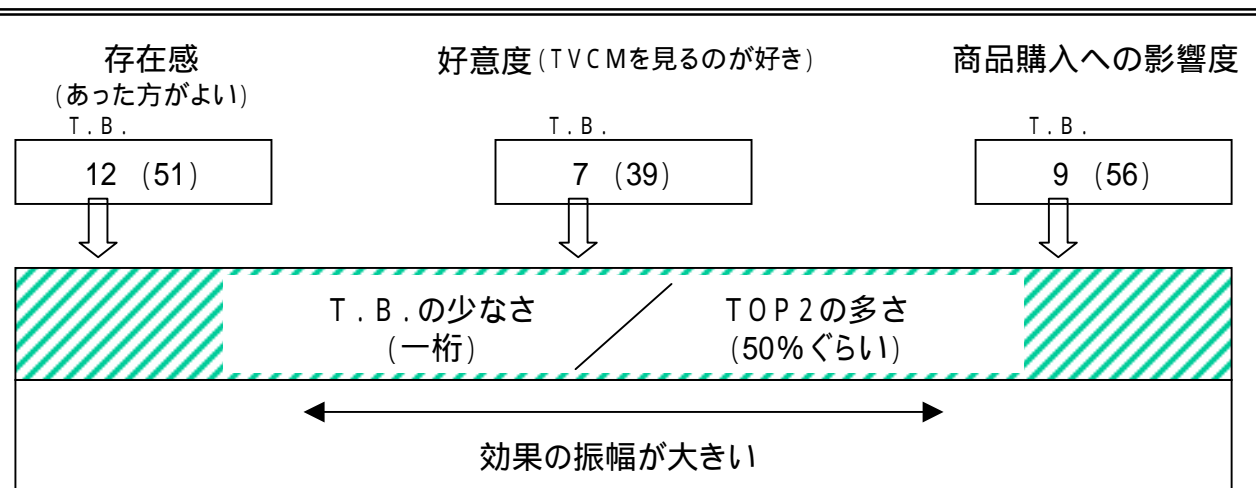 存在感
(あった方がよい)
T.B.
12 (51)
好意度(TVCMを見るのが好き)
T.B.
7 (39)
商品購入への影響度
T.B.
9 (56)
T.B.の少なさ
(一桁)
TOP2の多さ
(50%ぐらい)
効果の振幅が大きい